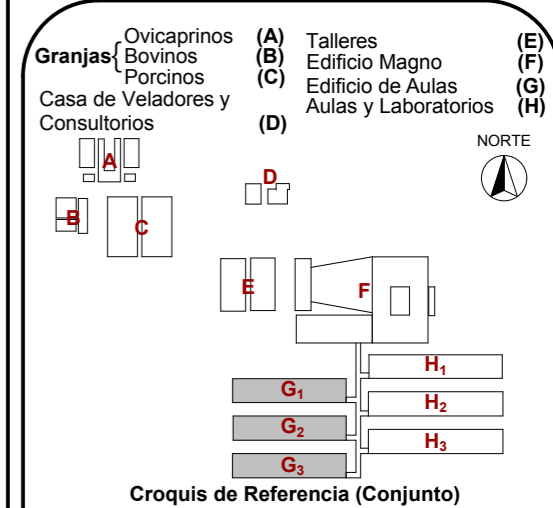 Granjas { Ovicaprinos (A)
Bovinos (B)
Porcinos (C)
Casa de Veladores y
Consultorios (D)
Talleres (E)
Edificio Magno (F)
Edificio de Aulas (G)
Aulas y Laboratorios (H)
NORTE
A
D
B
C
E
F
H1
G1
H2
G2
H3
G3
Croquis de Referencia (Conjunto)